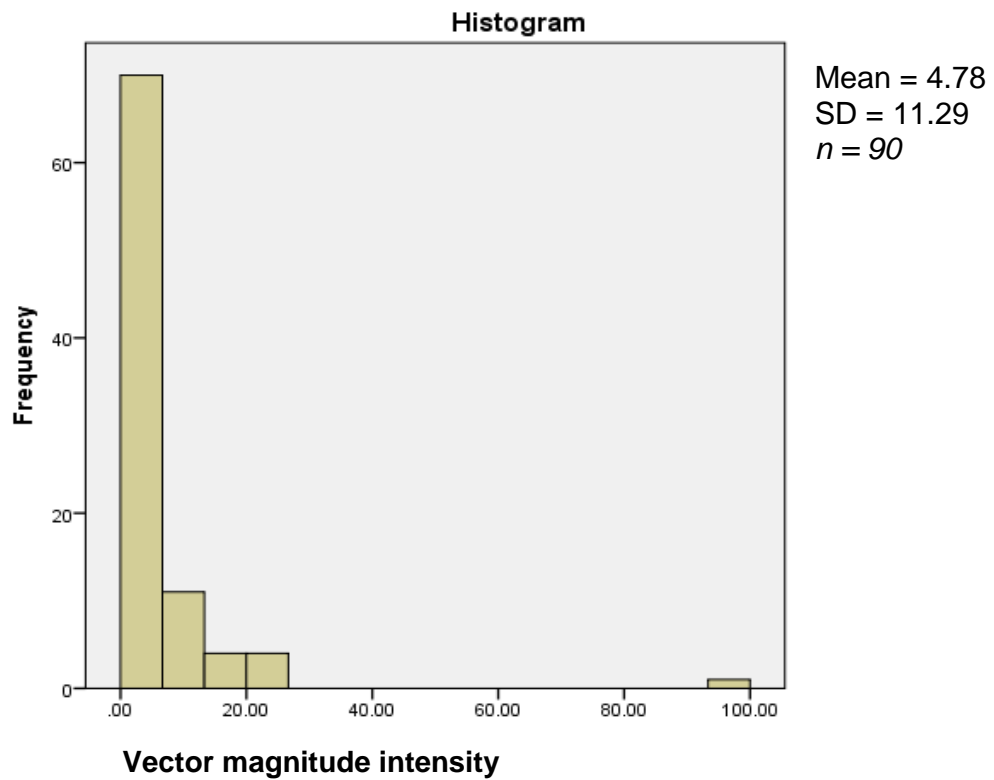 Histogram
Mean = 4.78
SD = 11.29
n = 90
Frequency
60
40
20
0
.00 20.00 40.00 60.00 80.00 100.00
Vector magnitude intensity